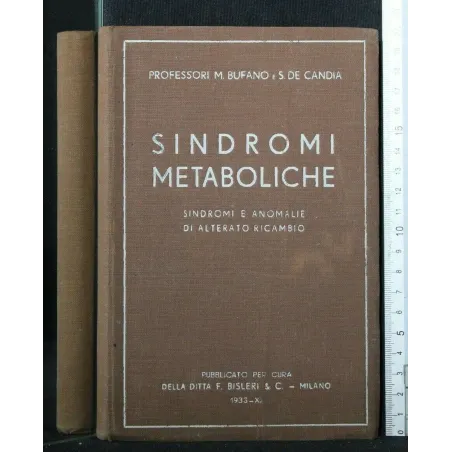 PROFESSORI M. BUFANO e S. DE CANDIA
SINDROMI
METABOLICHE
SINDROMI E ANOMALIE
DI ALTERATO RICAMBIO
PUBBLICATO PER CURA
DELLA DITTA F. BISLERI & C. – MILANO
1933–XI